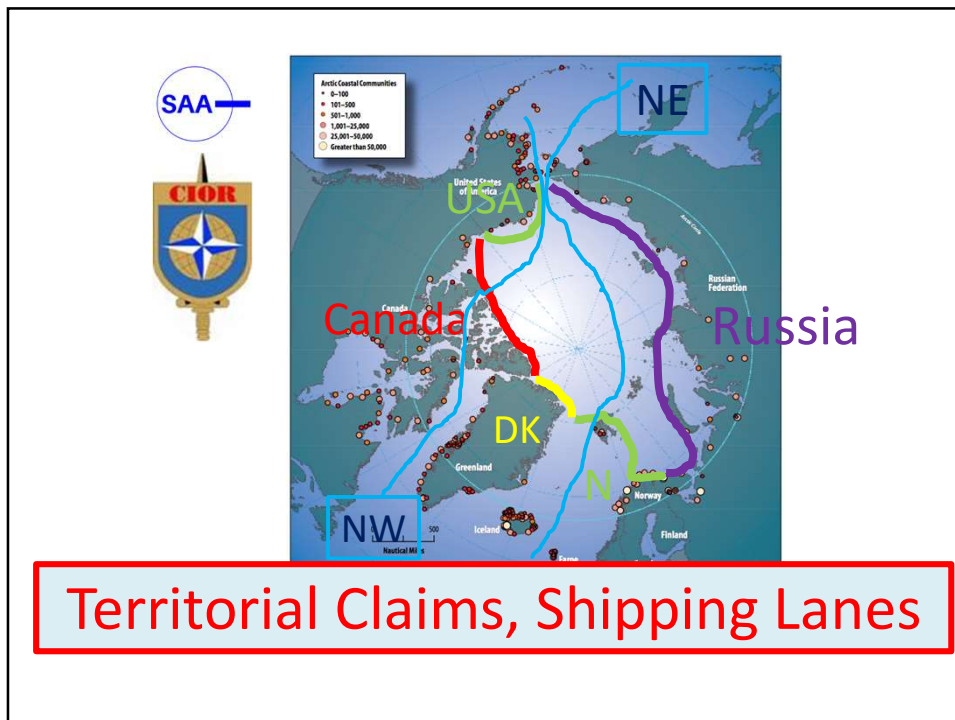 SAA
CIOR
Arctic Coastal Communities
0–100
101–500
501–1,000
1,001–25,000
25,001–50,000
Greater than 50,000
NE
United States
of America
USA
Arctic Circle
Russian
Federation
Canada
Canada
Russia
DK
Greenland
N
Norway
NW
500
Nautical Miles
Iceland
Finland
Faroe
Territorial Claims, Shipping Lanes